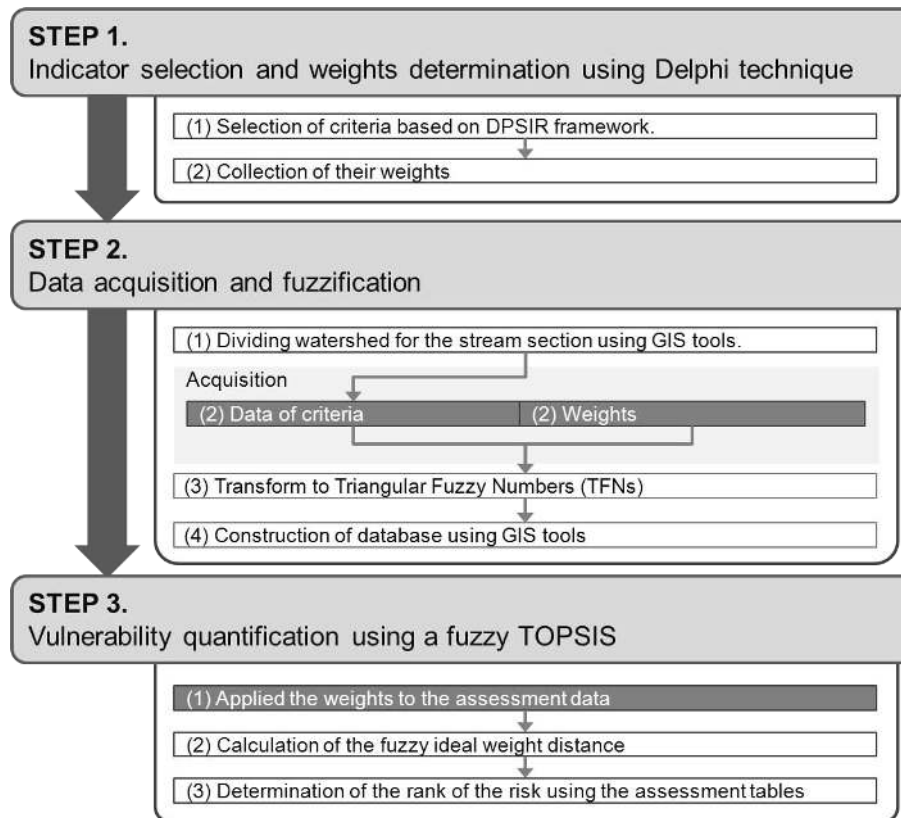 STEP 1.
Indicator selection and weights determination using Delphi technique
(1) Selection of criteria based on DPSIR framework.
(2) Collection of their weights
STEP 2.
Data acquisition and fuzzification
(1) Dividing watershed for the stream section using GIS tools.
Acquisition
(2) Data of criteria
(2) Weights
(3) Transform to Triangular Fuzzy Numbers (TFNs)
(4) Construction of database using GIS tools
STEP 3.
Vulnerability quantification using a fuzzy TOPSIS
(1) Applied the weights to the assessment data
(2) Calculation of the fuzzy ideal weight distance
(3) Determination of the rank of the risk using the assessment tables